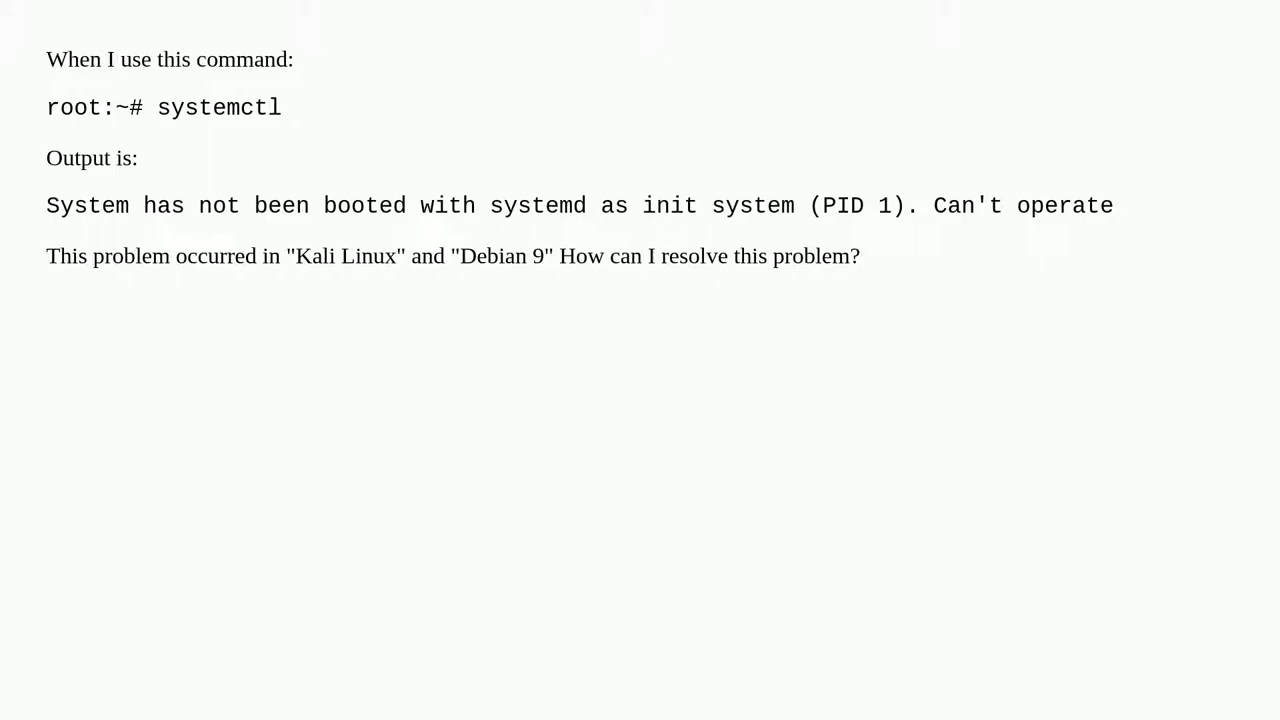 When I use this command:
root:~# systemctl
Output is:
System has not been booted with systemd as init system (PID 1). Can't operate
This problem occurred in "Kali Linux" and "Debian 9" How can I resolve this problem?